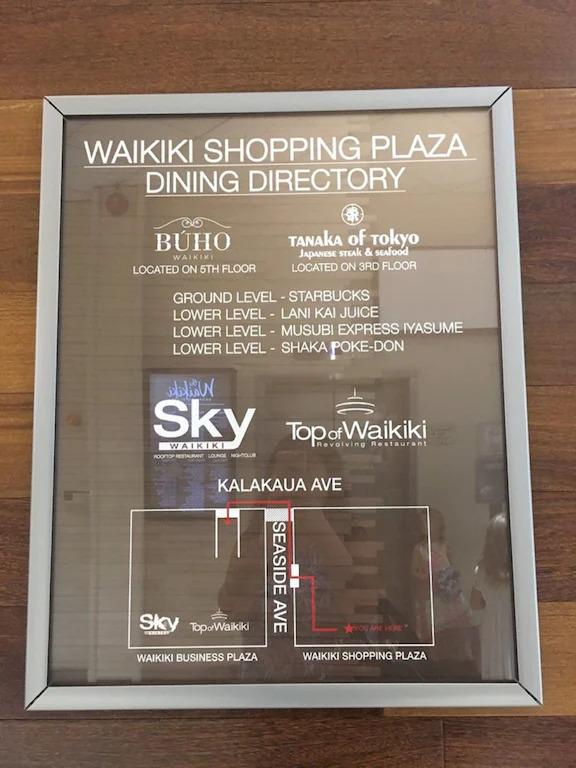 WAIKIKI SHOPPING PLAZA
DINING DIRECTORY
BÚHO
WAIKIKI
LOCATED ON 5TH FLOOR
TANAKA of TOKYO
JAPANESE STEAK & SEAFOOD
LOCATED ON 3RD FLOOR
GROUND LEVEL - STARBUCKS
LOWER LEVEL - LANI KAI JUICE
LOWER LEVEL - MUSUBI EXPRESS IYASUME
LOWER LEVEL - SHAKA POKE-DON
Waikiki
Sky
WAIKIKI
ROOFTOP RESTAURANT | LOUNGE | NIGHTCLUB
Top of Waikiki
Revolving Restaurant
KALAKAUA AVE
SEASIDE AVE
Sky
WAIKIKI
Top of Waikiki
"YOU ARE HERE"
WAIKIKI BUSINESS PLAZA
WAIKIKI SHOPPING PLAZA